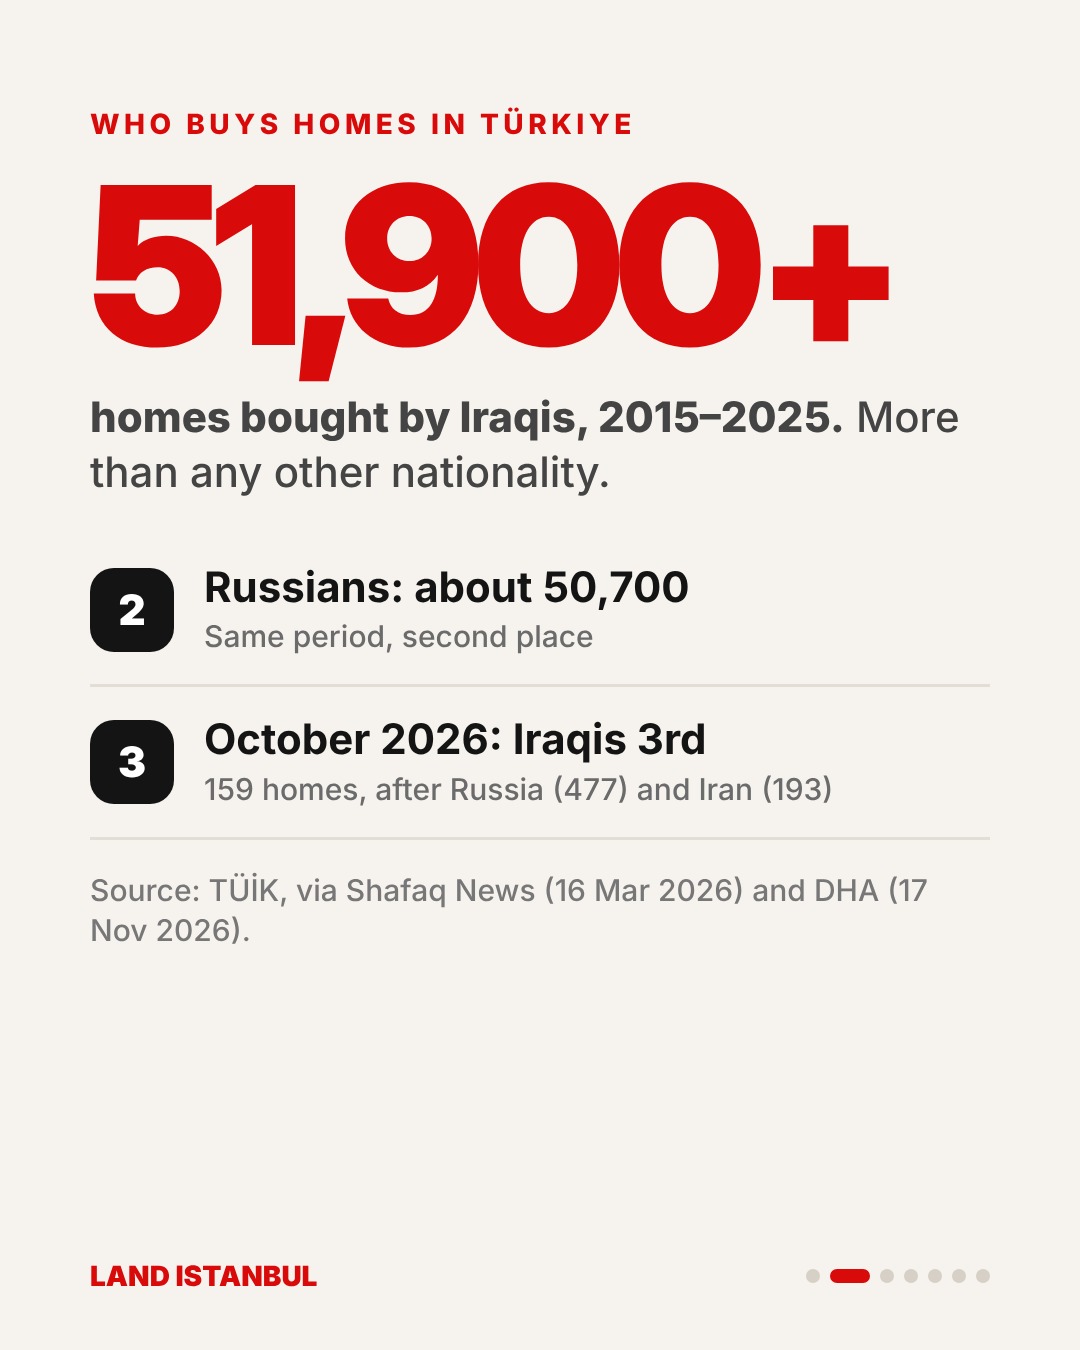 WHO BUYS HOMES IN TÜRKIYE
51,900+
homes bought by Iraqis, 2015–2025. More
than any other nationality.
2
Russians: about 50,700
Same period, second place
3
October 2026: Iraqis 3rd
159 homes, after Russia (477) and Iran (193)
Source: TÜİK, via Shafaq News (16 Mar 2026) and DHA (17
Nov 2026).
LAND ISTANBUL